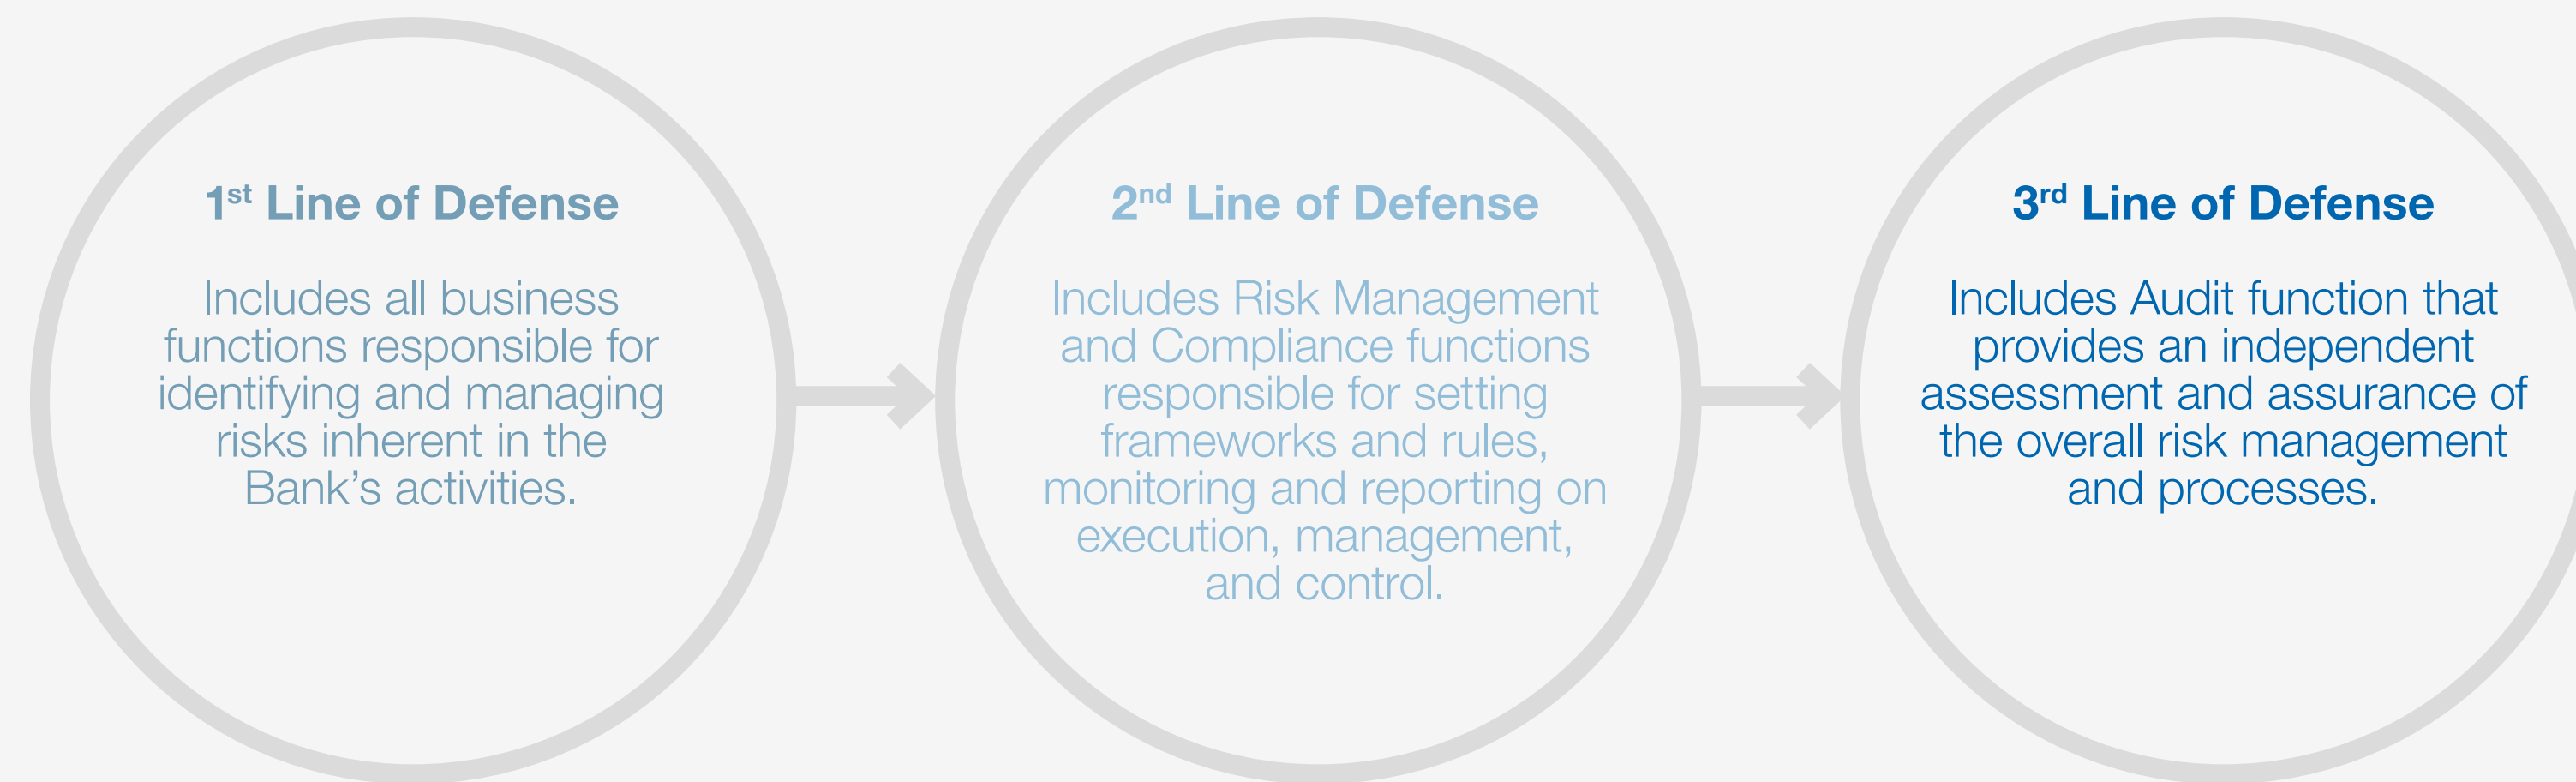 1st Line of Defense
Includes all business
functions responsible for
identifying and managing
risks inherent in the
Bank’s activities.
2nd Line of Defense
Includes Risk Management
and Compliance functions
responsible for setting
frameworks and rules,
monitoring and reporting on
execution, management,
and control.
3rd Line of Defense
Includes Audit function that
provides an independent
assessment and assurance of
the overall risk management
and processes.